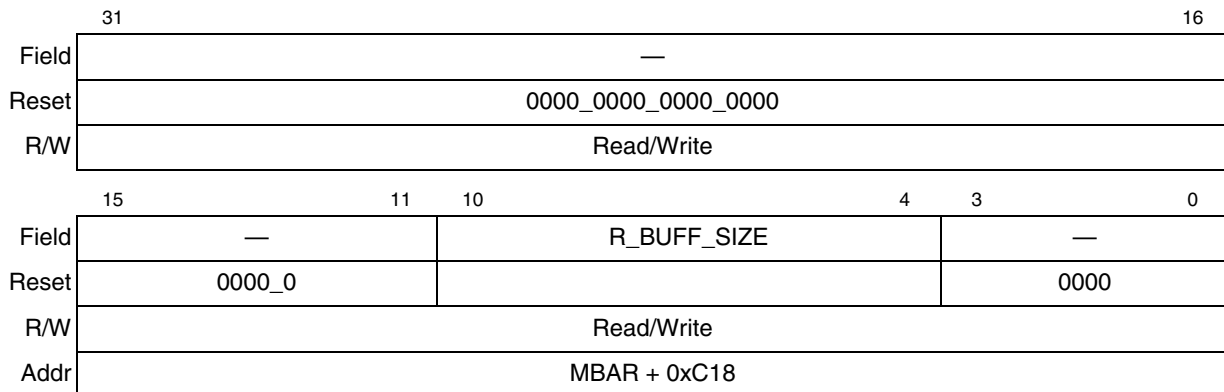 31 16
Field —
Reset 0000_0000_0000_0000
R/W Read/Write
15 11 10 4 3 0
Field — R_BUFF_SIZE —
Reset 0000_0 0000
R/W Read/Write
Addr MBAR + 0xC18